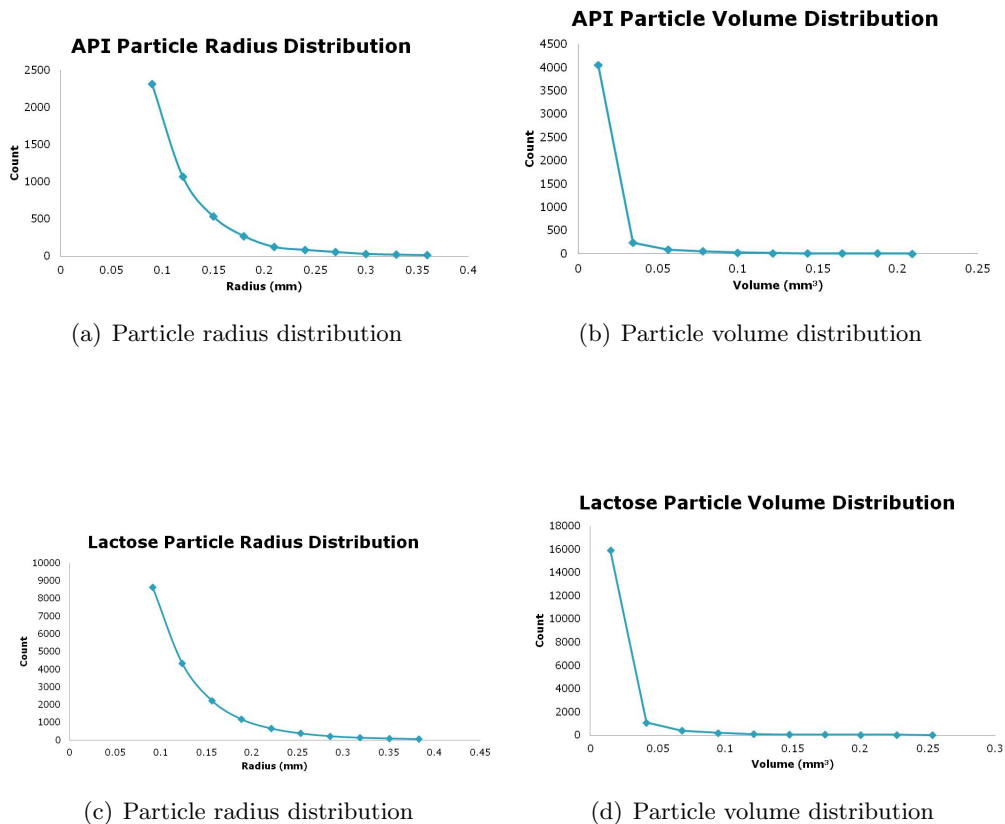 API Particle Radius Distribution
2500
2000
1500
1000
500
0
Count
0 0.05 0.1 0.15 0.2 0.25 0.3 0.35 0.4
Radius (mm)
(a) Particle radius distribution
API Particle Volume Distribution
4500
4000
3500
3000
2500
2000
1500
1000
500
0
Count
0 0.05 0.1 0.15 0.2 0.25
Volume (mm³)
(b) Particle volume distribution
Lactose Particle Radius Distribution
10000
9000
8000
7000
6000
5000
4000
3000
2000
1000
0
Count
0 0.05 0.1 0.15 0.2 0.25 0.3 0.35 0.4 0.45
Radius (mm)
(c) Particle radius distribution
Lactose Particle Volume Distribution
18000
16000
14000
12000
10000
8000
6000
4000
2000
0
Count
0 0.05 0.1 0.15 0.2 0.25 0.3
Volume (mm³)
(d) Particle volume distribution